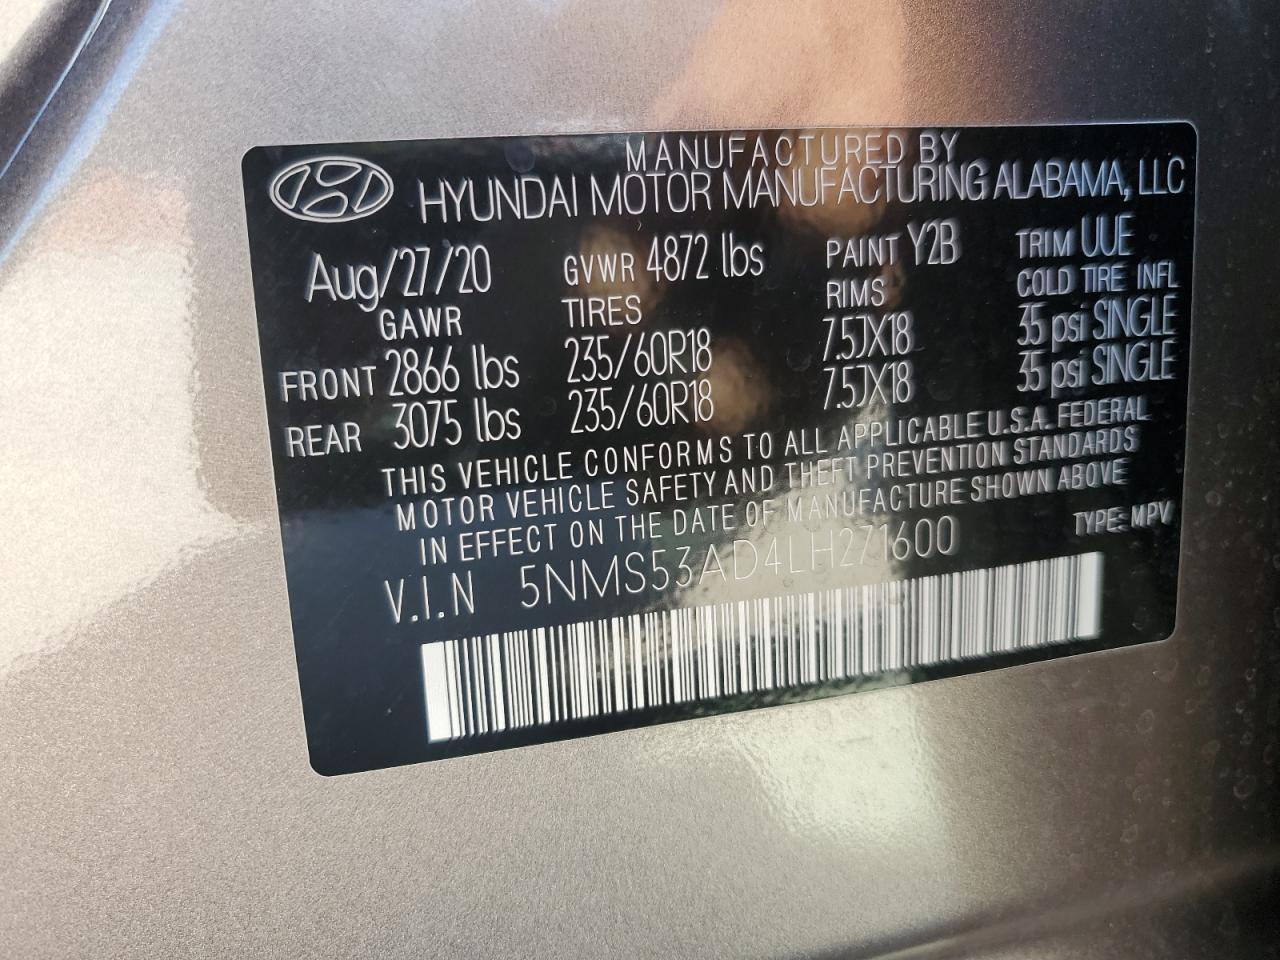 MANUFACTURED BY
HYUNDAI MOTOR MANUFACTURING ALABAMA, LLC
Aug/27/20 GVWR 4872 lbs PAINT Y2B TRIM UUE
GAWR TIRES RIMS COLD TIRE INFL
FRONT 2866 lbs 235/60R18 7.5JX18 35 psi SINGLE
REAR 3075 lbs 235/60R18 7.5JX18 35 psi SINGLE
THIS VEHICLE CONFORMS TO ALL APPLICABLE U.S.A. FEDERAL
MOTOR VEHICLE SAFETY AND THEFT PREVENTION STANDARDS
IN EFFECT ON THE DATE OF MANUFACTURE SHOWN ABOVE
V.I.N 5NMS53AD4LH271600 TYPE: MPV